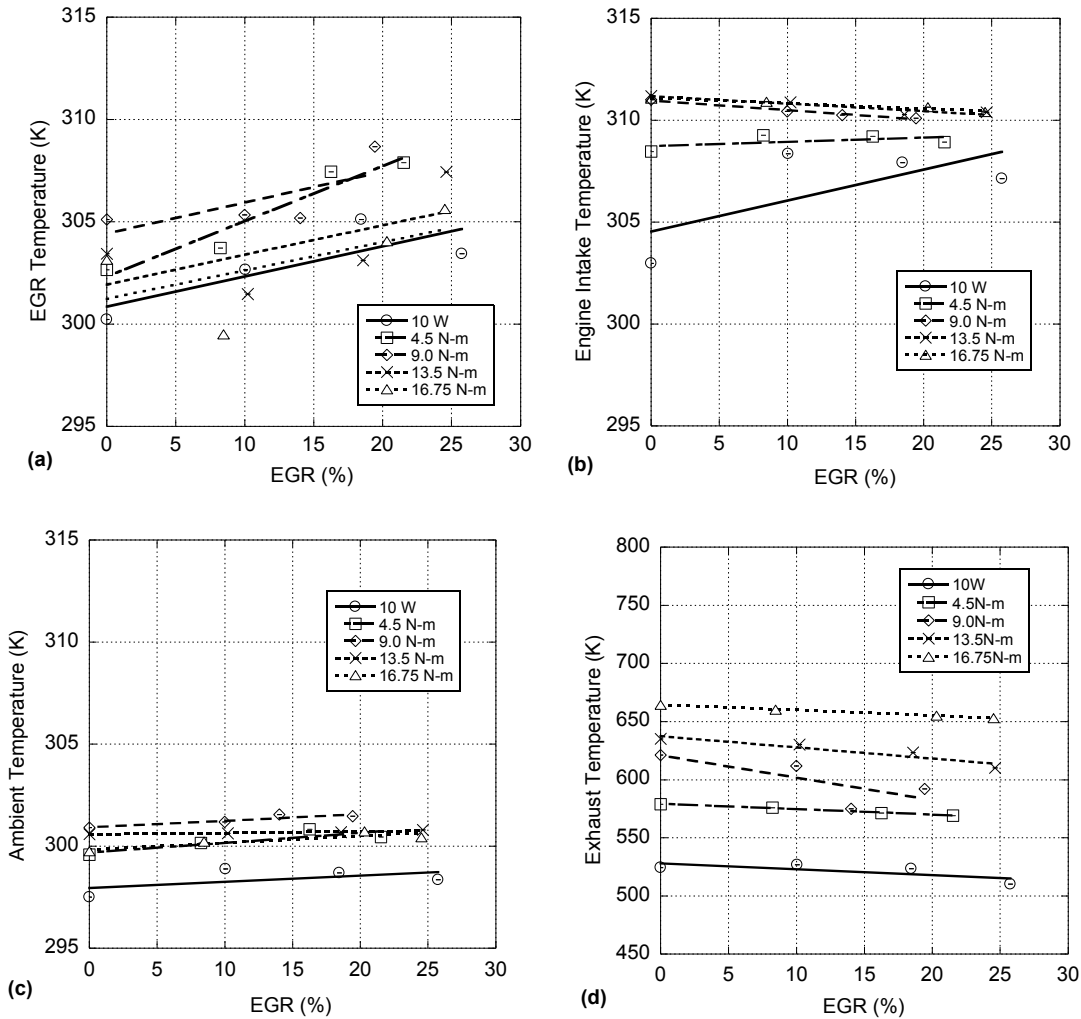 315
310
305
300
295
EGR Temperature (K)
0 5 10 15 20 25 30
EGR (%)
(a)
10 W
4.5 N-m
9.0 N-m
13.5 N-m
16.75 N-m
315
310
305
300
295
Engine Intake Temperature (K)
0 5 10 15 20 25 30
EGR (%)
(b)
10 W
4.5 N-m
9.0 N-m
13.5 N-m
16.75 N-m
315
310
305
300
295
Ambient Temperature (K)
0 5 10 15 20 25 30
EGR (%)
(c)
10 W
4.5 N-m
9.0 N-m
13.5 N-m
16.75 N-m
800
750
700
650
600
550
500
450
Exhaust Temperature (K)
0 5 10 15 20 25 30
EGR (%)
(d)
10W
4.5N-m
9.0N-m
13.5N-m
16.75N-m